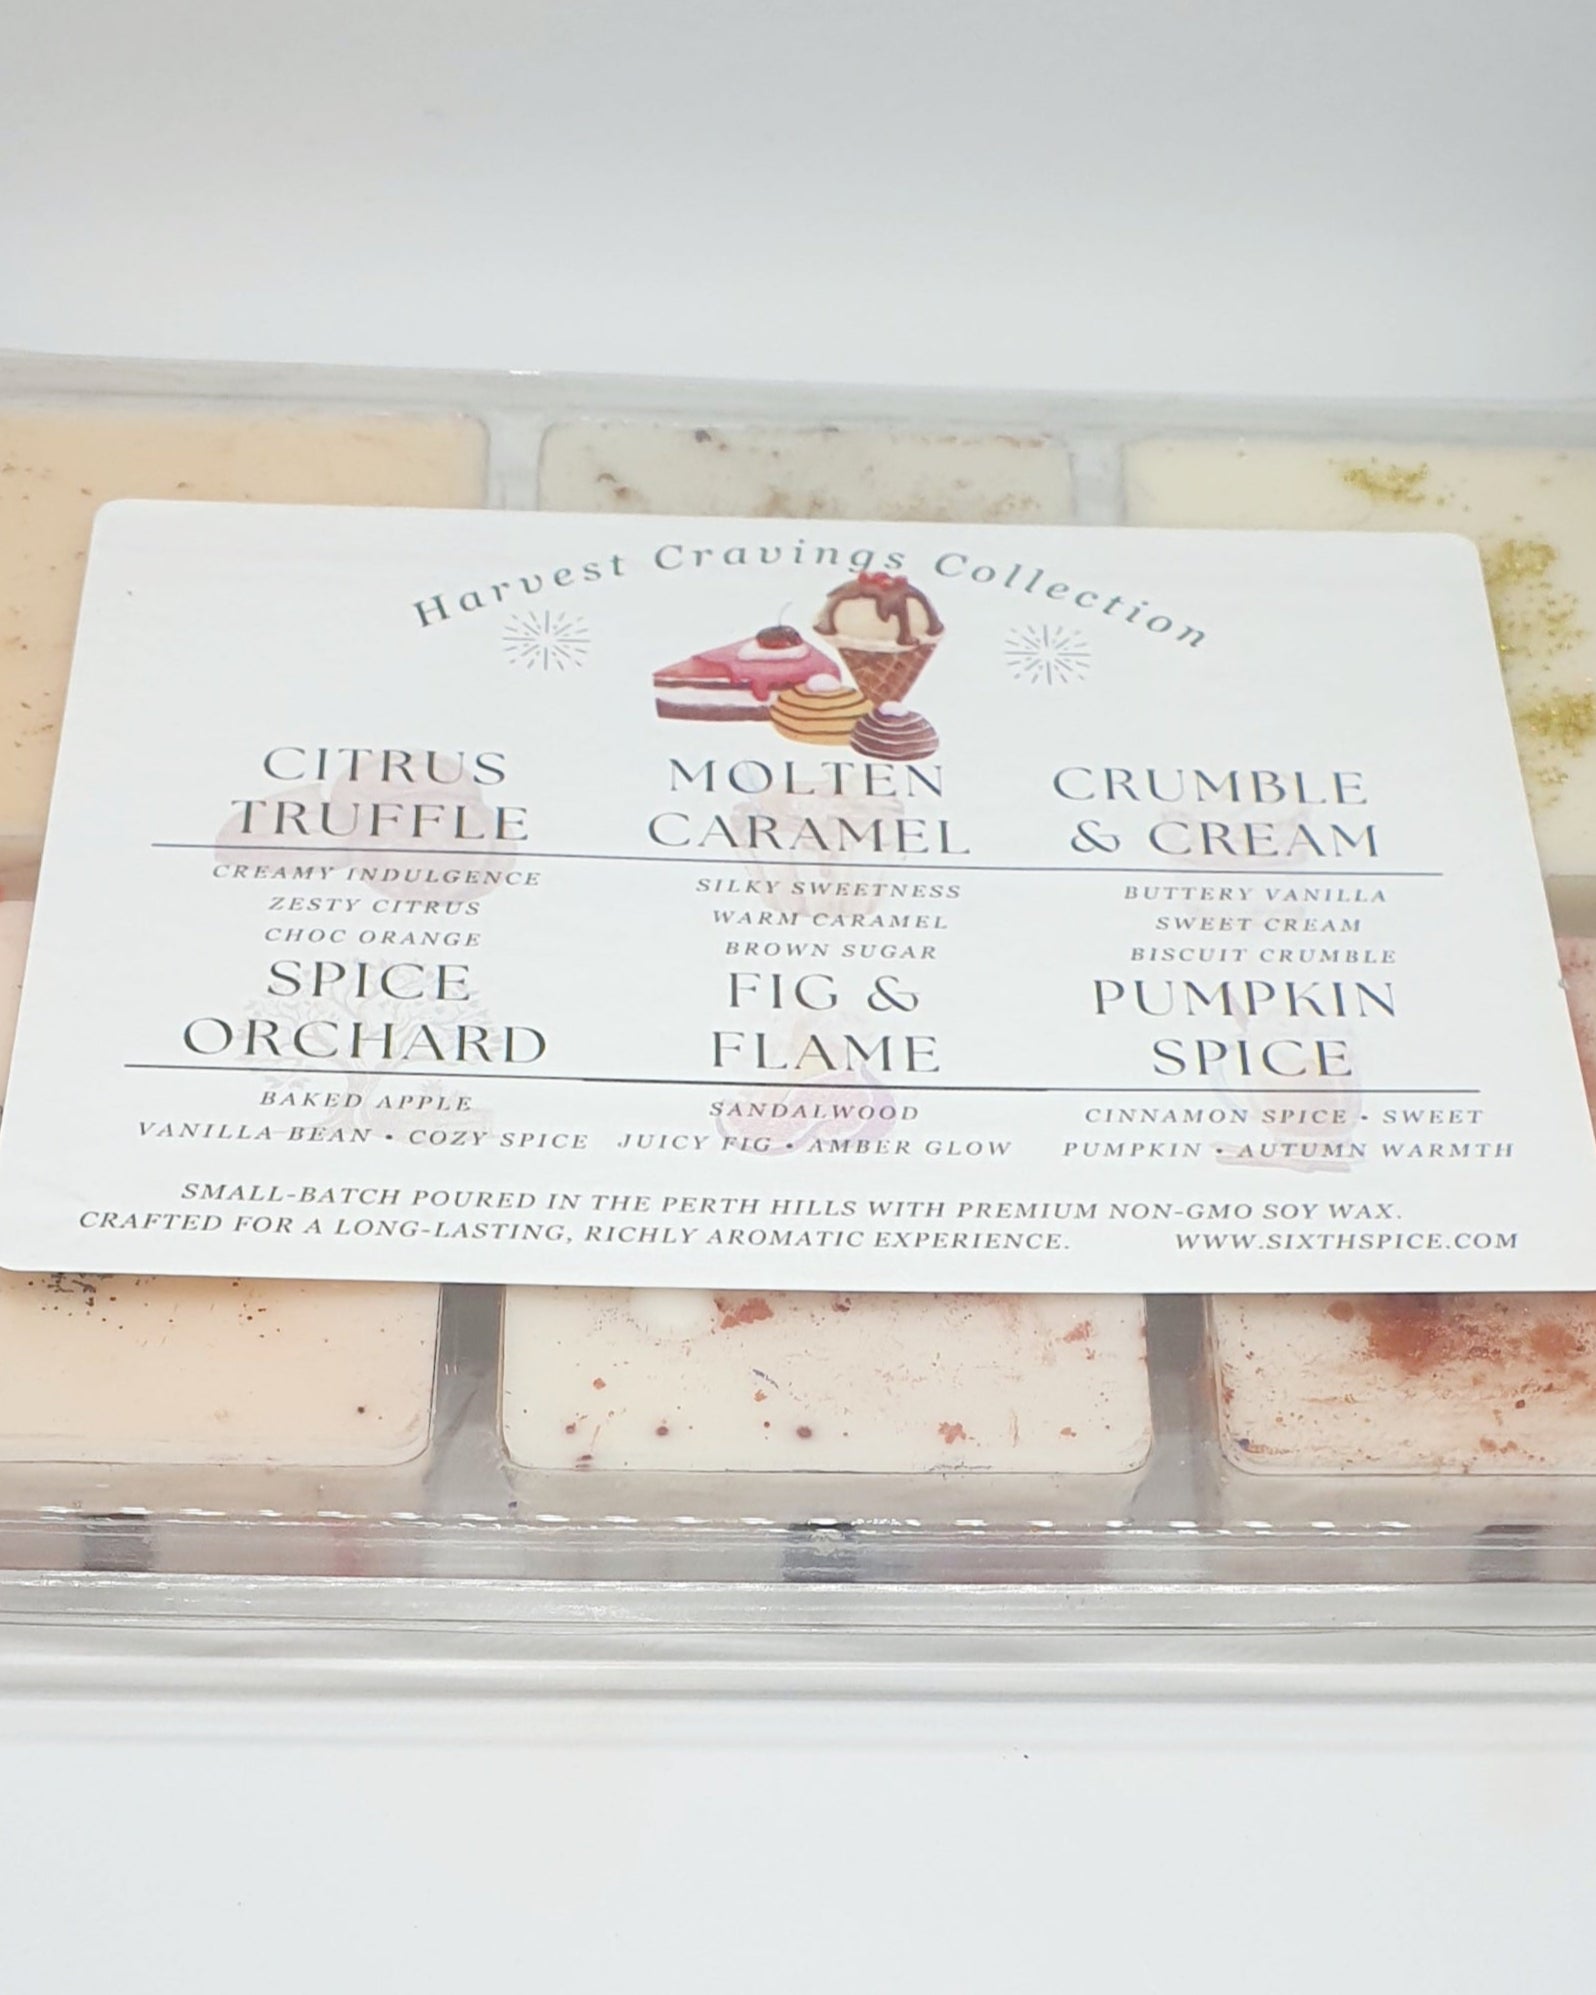 Harvest Cravings Collection
CITRUS
TRUFFLE
CREAMY INDULGENCE
ZESTY CITRUS
CHOC ORANGE
MOLTEN
CARAMEL
SILKY SWEETNESS
WARM CARAMEL
BROWN SUGAR
CRUMBLE
& CREAM
BUTTERY VANILLA
SWEET CREAM
BISCUIT CRUMBLE
SPICE
ORCHARD
BAKED APPLE
VANILLA BEAN • COZY SPICE
FIG &
FLAME
SANDALWOOD
JUICY FIG • AMBER GLOW
PUMPKIN
SPICE
CINNAMON SPICE • SWEET
PUMPKIN • AUTUMN WARMTH
SMALL-BATCH POURED IN THE PERTH HILLS WITH PREMIUM NON-GMO SOY WAX.
CRAFTED FOR A LONG-LASTING, RICHLY AROMATIC EXPERIENCE. WWW.SIXTHSPICE.COM